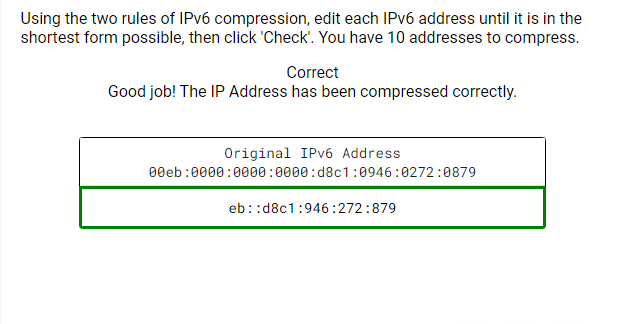 Using the two rules of IPv6 compression, edit each IPv6 address until it is in the
shortest form possible, then click 'Check'. You have 10 addresses to compress.
Correct
Good job! The IP Address has been compressed correctly.
Original IPv6 Address
00eb:0000:0000:0000:d8c1:0946:0272:0879
eb::d8c1:946:272:879